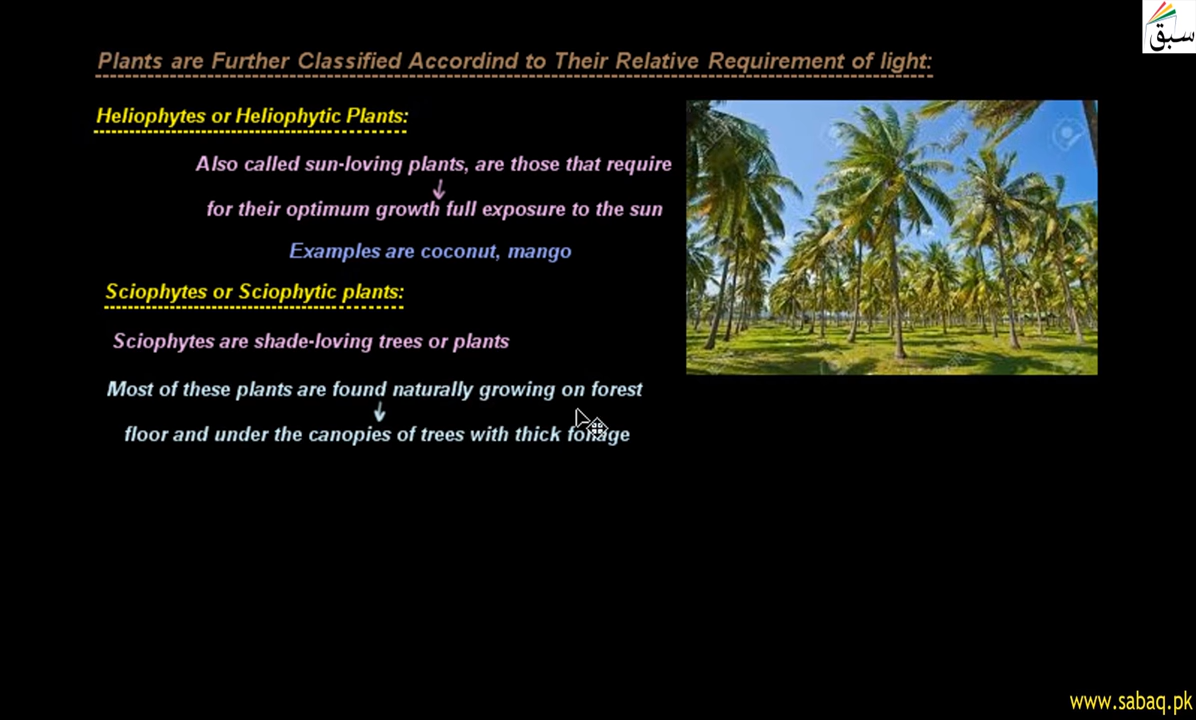 سبق
Plants are Further Classified Accordind to Their Relative Requirement of light:
Heliophytes or Heliophytic Plants:
Also called sun-loving plants, are those that require
for their optimum growth full exposure to the sun
Examples are coconut, mango
Sciophytes or Sciophytic plants:
Sciophytes are shade-loving trees or plants
Most of these plants are found naturally growing on forest
floor and under the canopies of trees with thick foliage
www.sabaq.pk